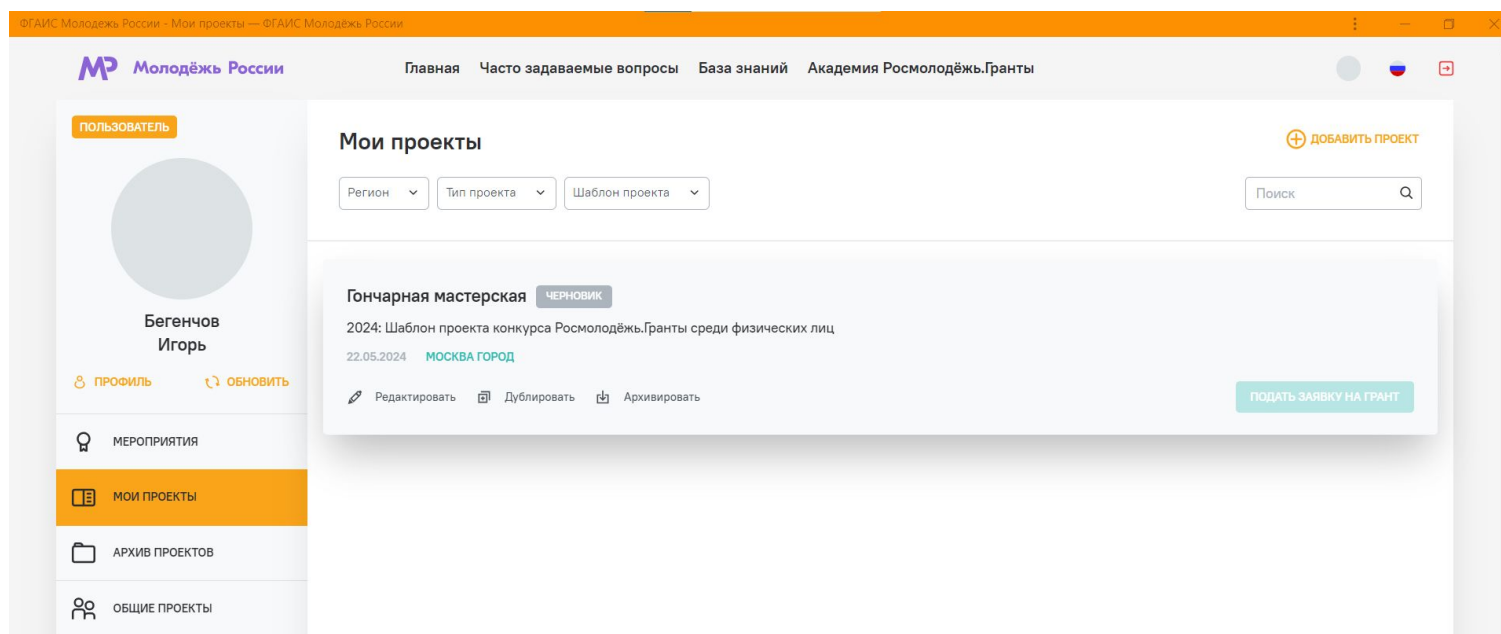 ФГАИС Молодежь России - Мои проекты — ФГАИС Молодёжь России
МР Молодёжь России
Главная Часто задаваемые вопросы База знаний Академия Росмолодёжь.Гранты
ПОЛЬЗОВАТЕЛЬ
Бегенчов
Игорь
ПРОФИЛЬ ОБНОВИТЬ
МЕРОПРИЯТИЯ
МОИ ПРОЕКТЫ
АРХИВ ПРОЕКТОВ
ОБЩИЕ ПРОЕКТЫ
Мои проекты
ДОБАВИТЬ ПРОЕКТ
Регион Тип проекта Шаблон проекта Поиск
Гончарная мастерская ЧЕРНОВИК
2024: Шаблон проекта конкурса Росмолодёжь.Гранты среди физических лиц
22.05.2024 МОСКВА ГОРОД
Редактировать Дублировать Архивировать ПОДАТЬ ЗАЯВКУ НА ГРАНТ